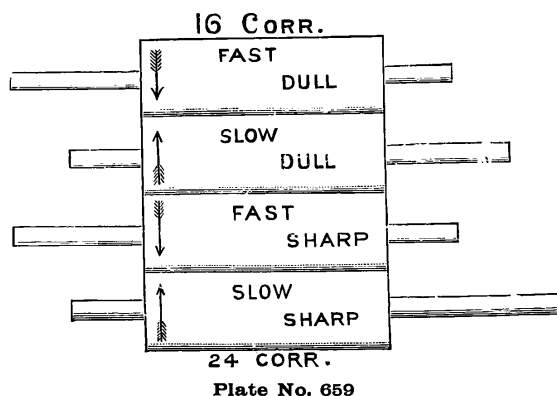 16 CORR.
FAST
DULL
SLOW
DULL
FAST
SHARP
SLOW
SHARP
24 CORR.
Plate No. 659